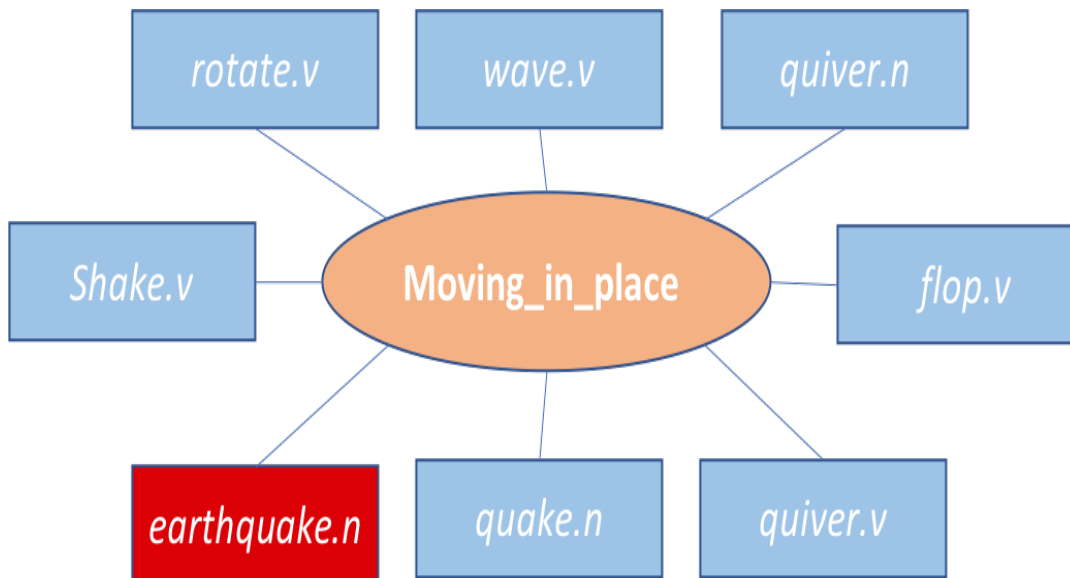 rotate.v
wave.v
quiver.n
Shake.v
Moving_in_place
flop.v
earthquake.n
quake.n
quiver.v